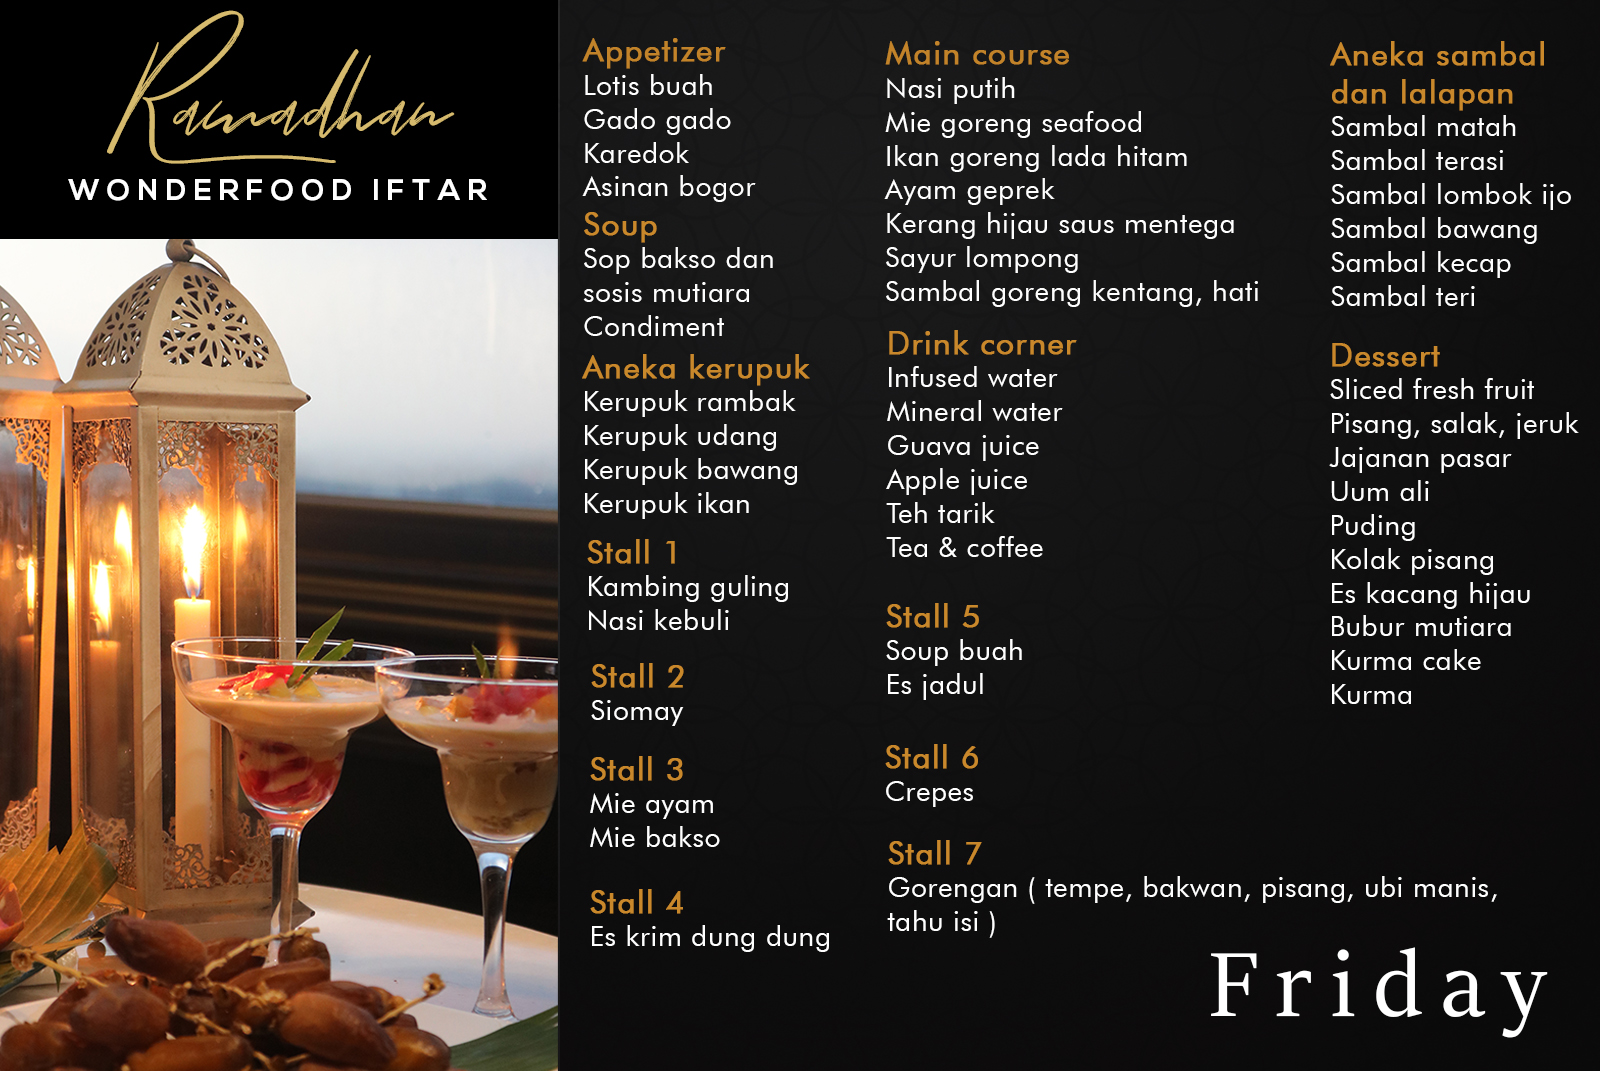 Ramadhan
WONDERFOOD IFTAR
Appetizer
Lotis buah
Gado gado
Karedok
Asinan bogor
Soup
Sop bakso dan
sosis mutiara
Condiment
Aneka kerupuk
Kerupuk rambak
Kerupuk udang
Kerupuk bawang
Kerupuk ikan
Stall 1
Kambing guling
Nasi kebuli
Stall 2
Siomay
Stall 3
Mie ayam
Mie bakso
Stall 4
Es krim dung dung
Main course
Nasi putih
Mie goreng seafood
Ikan goreng lada hitam
Ayam geprek
Kerang hijau saus mentega
Sayur lompong
Sambal goreng kentang, hati
Drink corner
Infused water
Mineral water
Guava juice
Apple juice
Teh tarik
Tea & coffee
Stall 5
Soup buah
Es jadul
Stall 6
Crepes
Stall 7
Gorengan ( tempe, bakwan, pisang, ubi manis,
tahu isi )
Aneka sambal
dan lalapan
Sambal matah
Sambal terasi
Sambal lombok ijo
Sambal bawang
Sambal kecap
Sambal teri
Dessert
Sliced fresh fruit
Pisang, salak, jeruk
Jajanan pasar
Uum ali
Puding
Kolak pisang
Es kacang hijau
Bubur mutiara
Kurma cake
Kurma
Friday